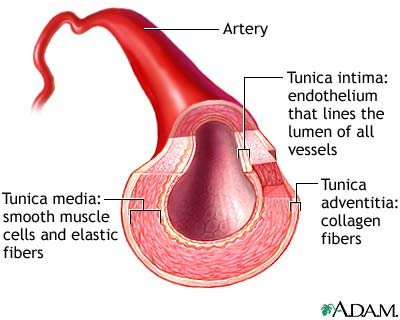 Artery
Tunica intima:
endothelium
that lines the
lumen of all
vessels
Tunica media:
smooth muscle
cells and elastic
fibers
Tunica
adventitia:
collagen
fibers
A.D.A.M.